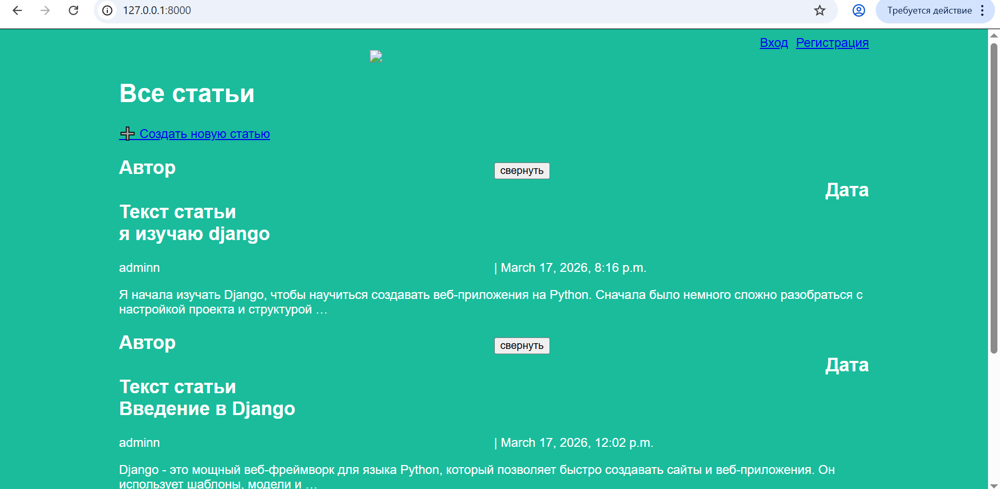 127.0.0.1:8000
Требуется действие
Вход Регистрация
Все статьи
Создать новую статью
Автор
свернуть
Дата
Текст статьи
я изучаю django
adminn | March 17, 2026, 8:16 p.m.
Я начала изучать Django, чтобы научиться создавать веб-приложения на Python. Сначала было немного сложно разобраться с
настройкой проекта и структурой …
Автор
свернуть
Дата
Текст статьи
Введение в Django
adminn | March 17, 2026, 12:02 p.m.
Django - это мощный веб-фреймворк для языка Python, который позволяет быстро создавать сайты и веб-приложения. Он
использует шаблоны, модели и …